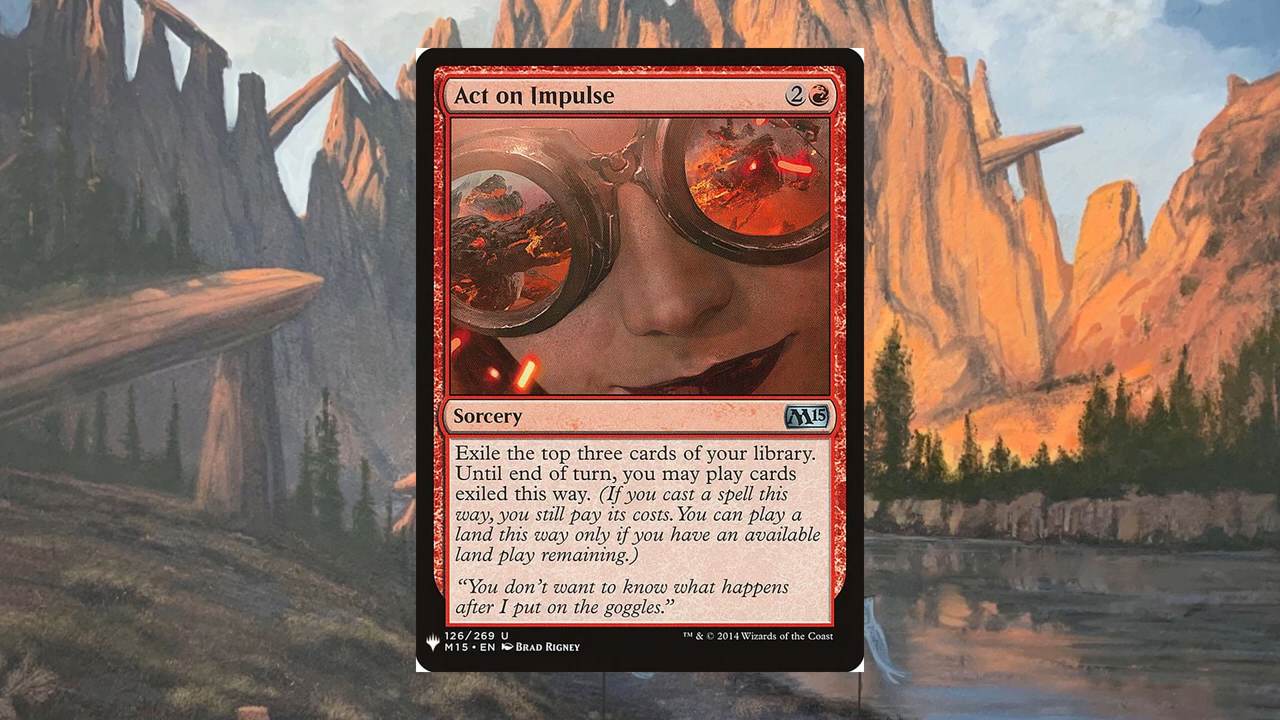 Act on Impulse 2
Sorcery M15
Exile the top three cards of your library.
Until end of turn, you may play cards
exiled this way. (If you cast a spell this
way, you still pay its costs. You can play a
land this way only if you have an available
land play remaining.)
“You don’t want to know what happens
after I put on the goggles.”
126/269 U ™ & © 2014 Wizards of the Coast
M15 • EN Brad Rigney